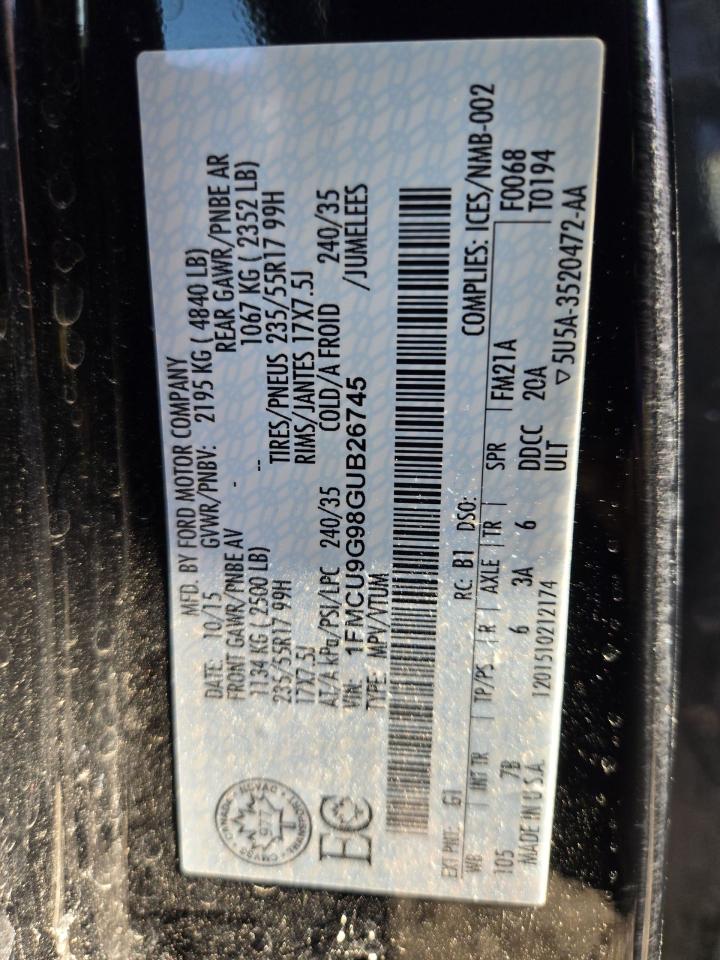 MFD. BY FORD MOTOR COMPANY
DATE: 10/15 GVWR/PNBV: 2195 KG ( 4840 LB)
FRONT GAWR/PNBE AV - REAR GAWR/PNBE AR
1134 KG ( 2500 LB) -- 1067 KG ( 2352 LB)
235/55R17 99H TIRES/PNEUS 235/55R17 99H
17X7.5J RIMS/JANTES 17X7.5J
AT/A kPa/PSI/LPC 240/35 COLD/A FROID 240/35
VIN: 1FMCU9G98GUB26745 /JUMELEES
TYPE: MPV/VTUM
CANADA
977
T
EC
COMPLIES: ICES/NMB-002
EXT PNT: G1 RC: B1 DSO: F0068
WB INT TR TP/PS R AXLE TR SPR FM21A T0194
105 7B 6 3A 6 DDCC 20A
MADE IN U.S.A. 1201510212174 ULT ▽5U5A-3520472-AA